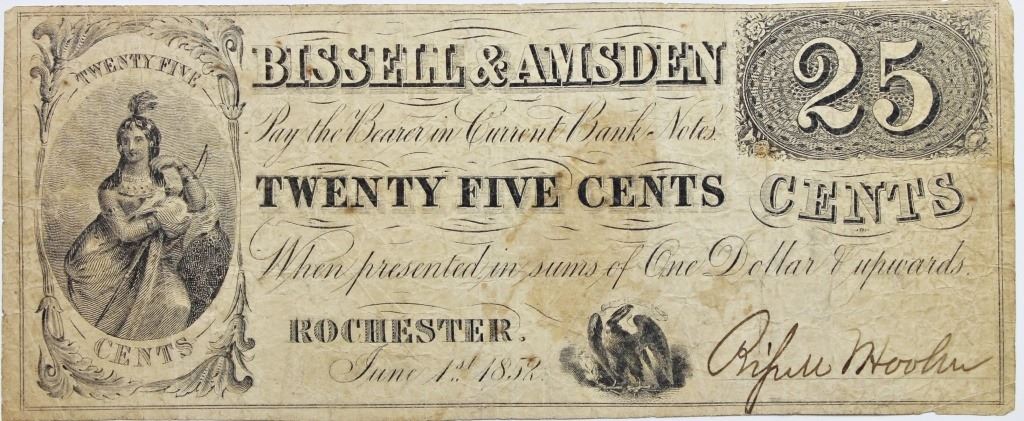 TWENTY FIVE
CENTS
BISSELL & AMSDEN
25
CENTS
Pay the Bearer in Current Bank Notes
TWENTY FIVE CENTS
When presented in sums of One Dollar & upwards.
ROCHESTER.
June 1st 1852